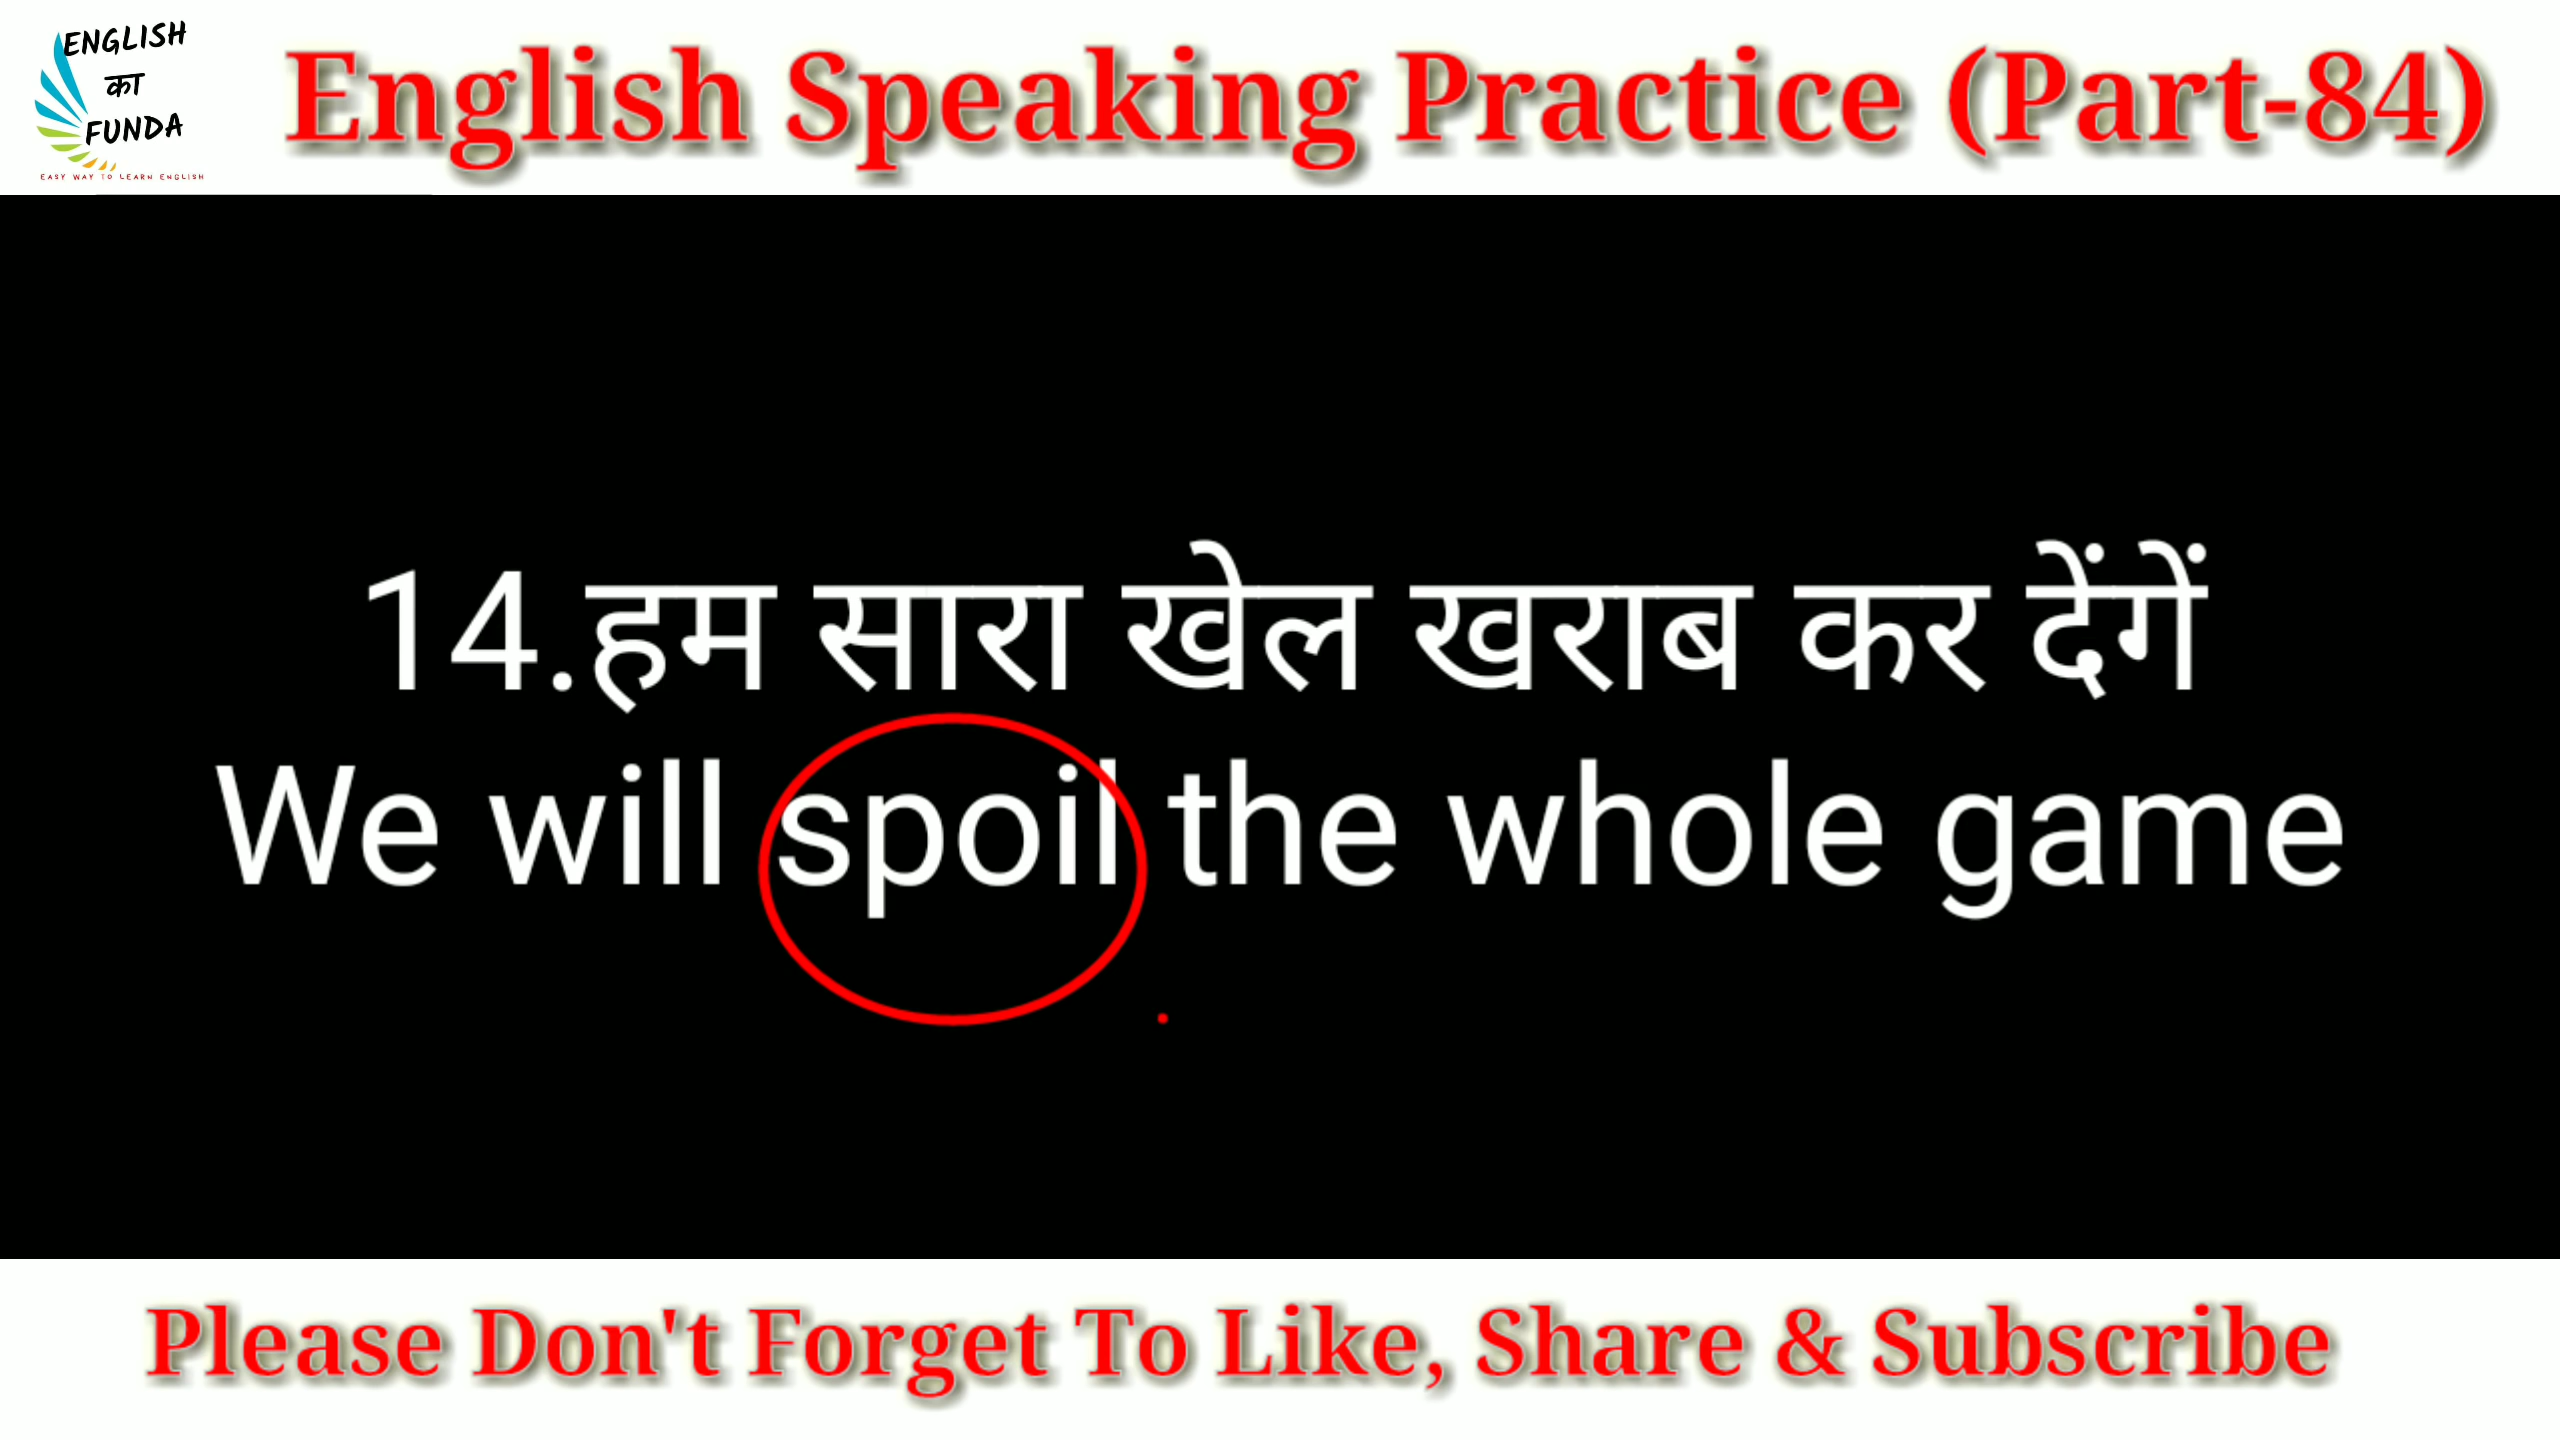 ENGLISH
का
FUNDA
EASY WAY TO LEARN ENGLISH
English Speaking Practice (Part-84)
14.हम सारा खेल खराब कर देंगें
We will spoil the whole game
Please Don't Forget To Like, Share & Subscribe